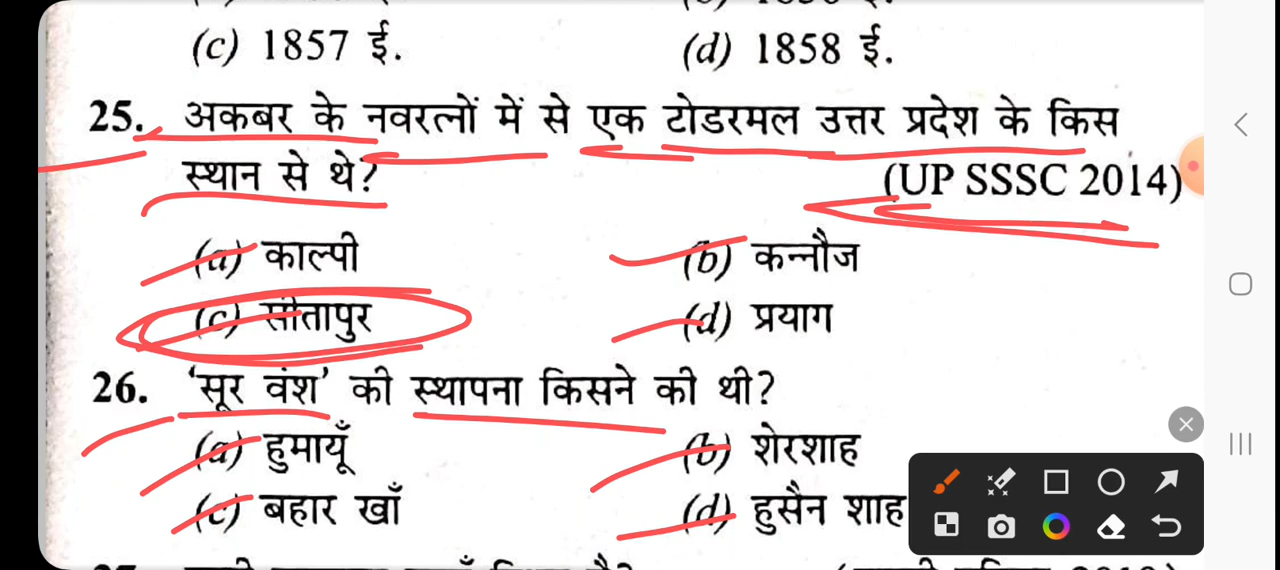 (c) 1857 ई.
(d) 1858 ई.
25. अकबर के नवरत्नों में से एक टोडरमल उत्तर प्रदेश के किस
स्थान से थे?
(UP SSSC 2014)
(a) काल्पी
(b) कन्नौज
(c) सीतापुर
(d) प्रयाग
26. 'सूर वंश' की स्थापना किसने की थी?
(a) हुमायूँ
(b) शेरशाह
(c) बहार खाँ
(d) हुसैन शाह